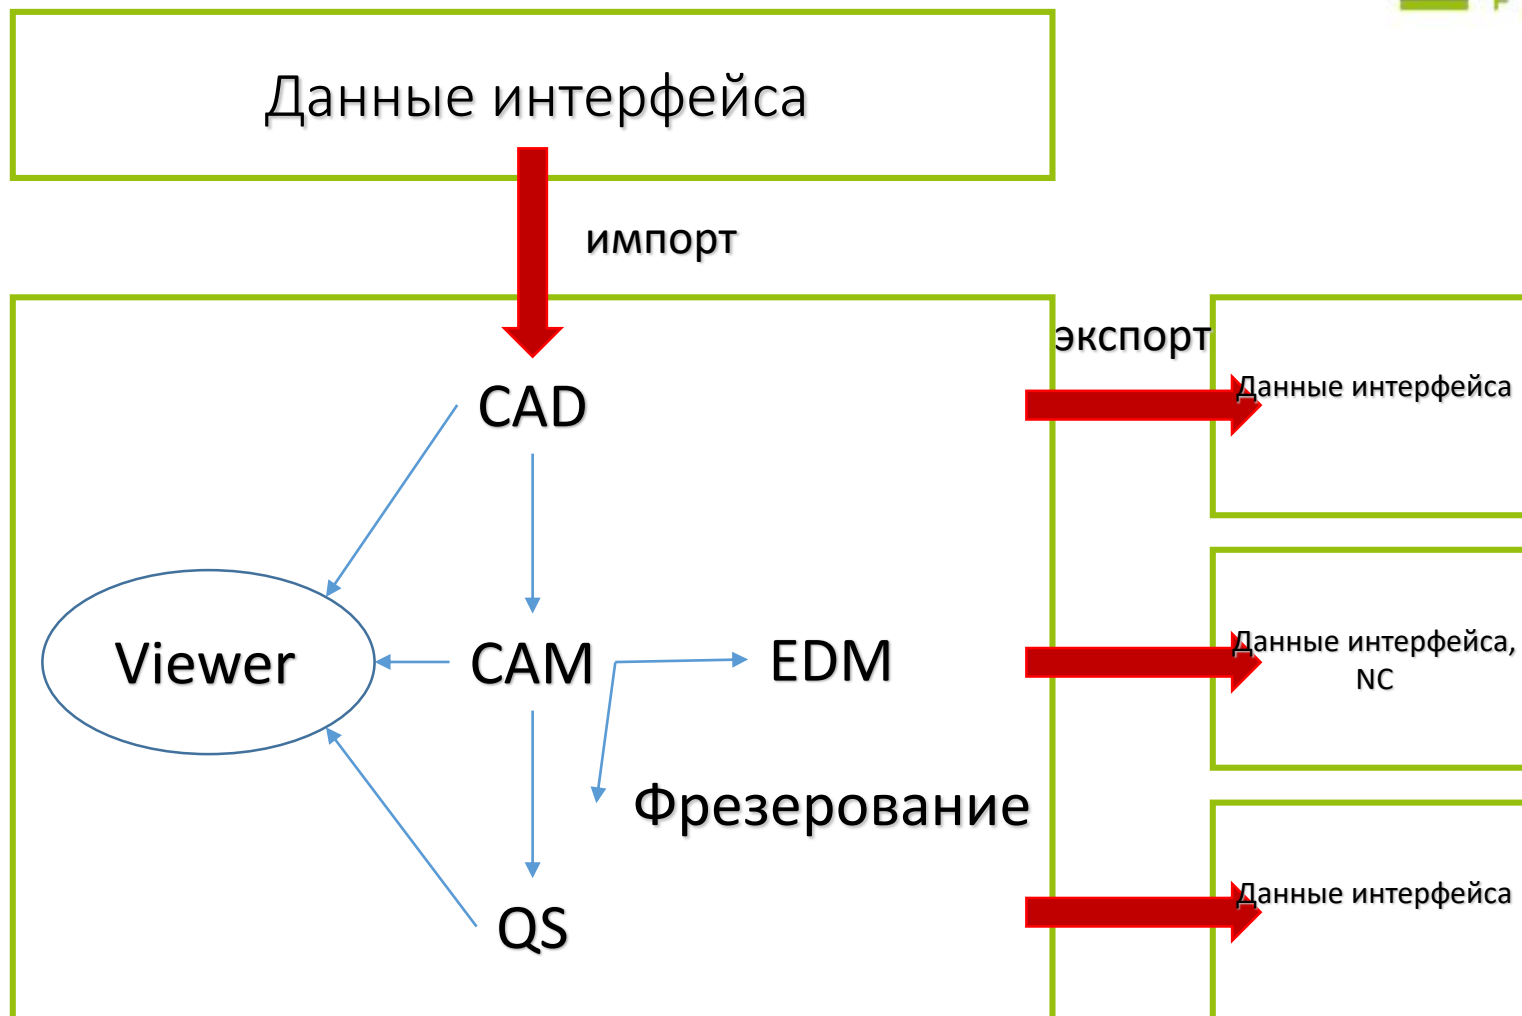 Данные интерфейса
импорт
экспорт
CAD
Данные интерфейса
Viewer
CAM
EDM
Данные интерфейса,
NC
Фрезерование
Данные интерфейса
QS